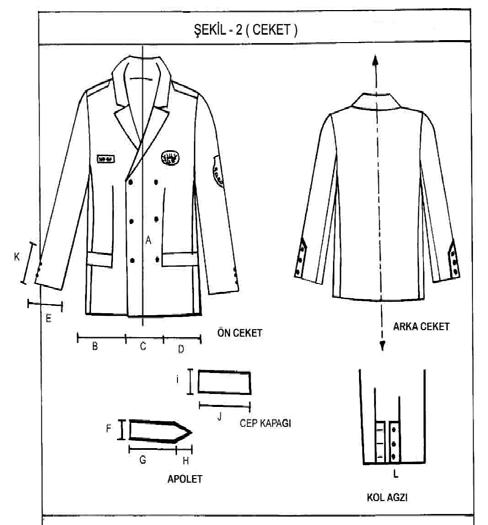 ŞEKİL - 2 ( CEKET )
A
K
E
B C D
ÖN CEKET
ARKA CEKET
i
J
CEP KAPAGI
F
G H
APOLET
L
KOL AGZI